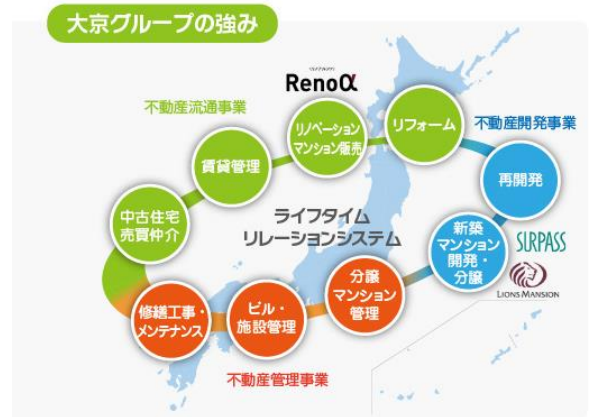 大京グループの強み
Renoα
不動産流通事業
リノベーション
マンション販売
リフォーム
不動産開発事業
賃貸管理
再開発
中古住宅
売買仲介
ライフタイム
リレーションシステム
新築
マンション
開発・
分譲
SURPASS
LIONS MANSION
分譲
マンション
管理
ビル・
施設管理
修繕工事・
メンテナンス
不動産管理事業